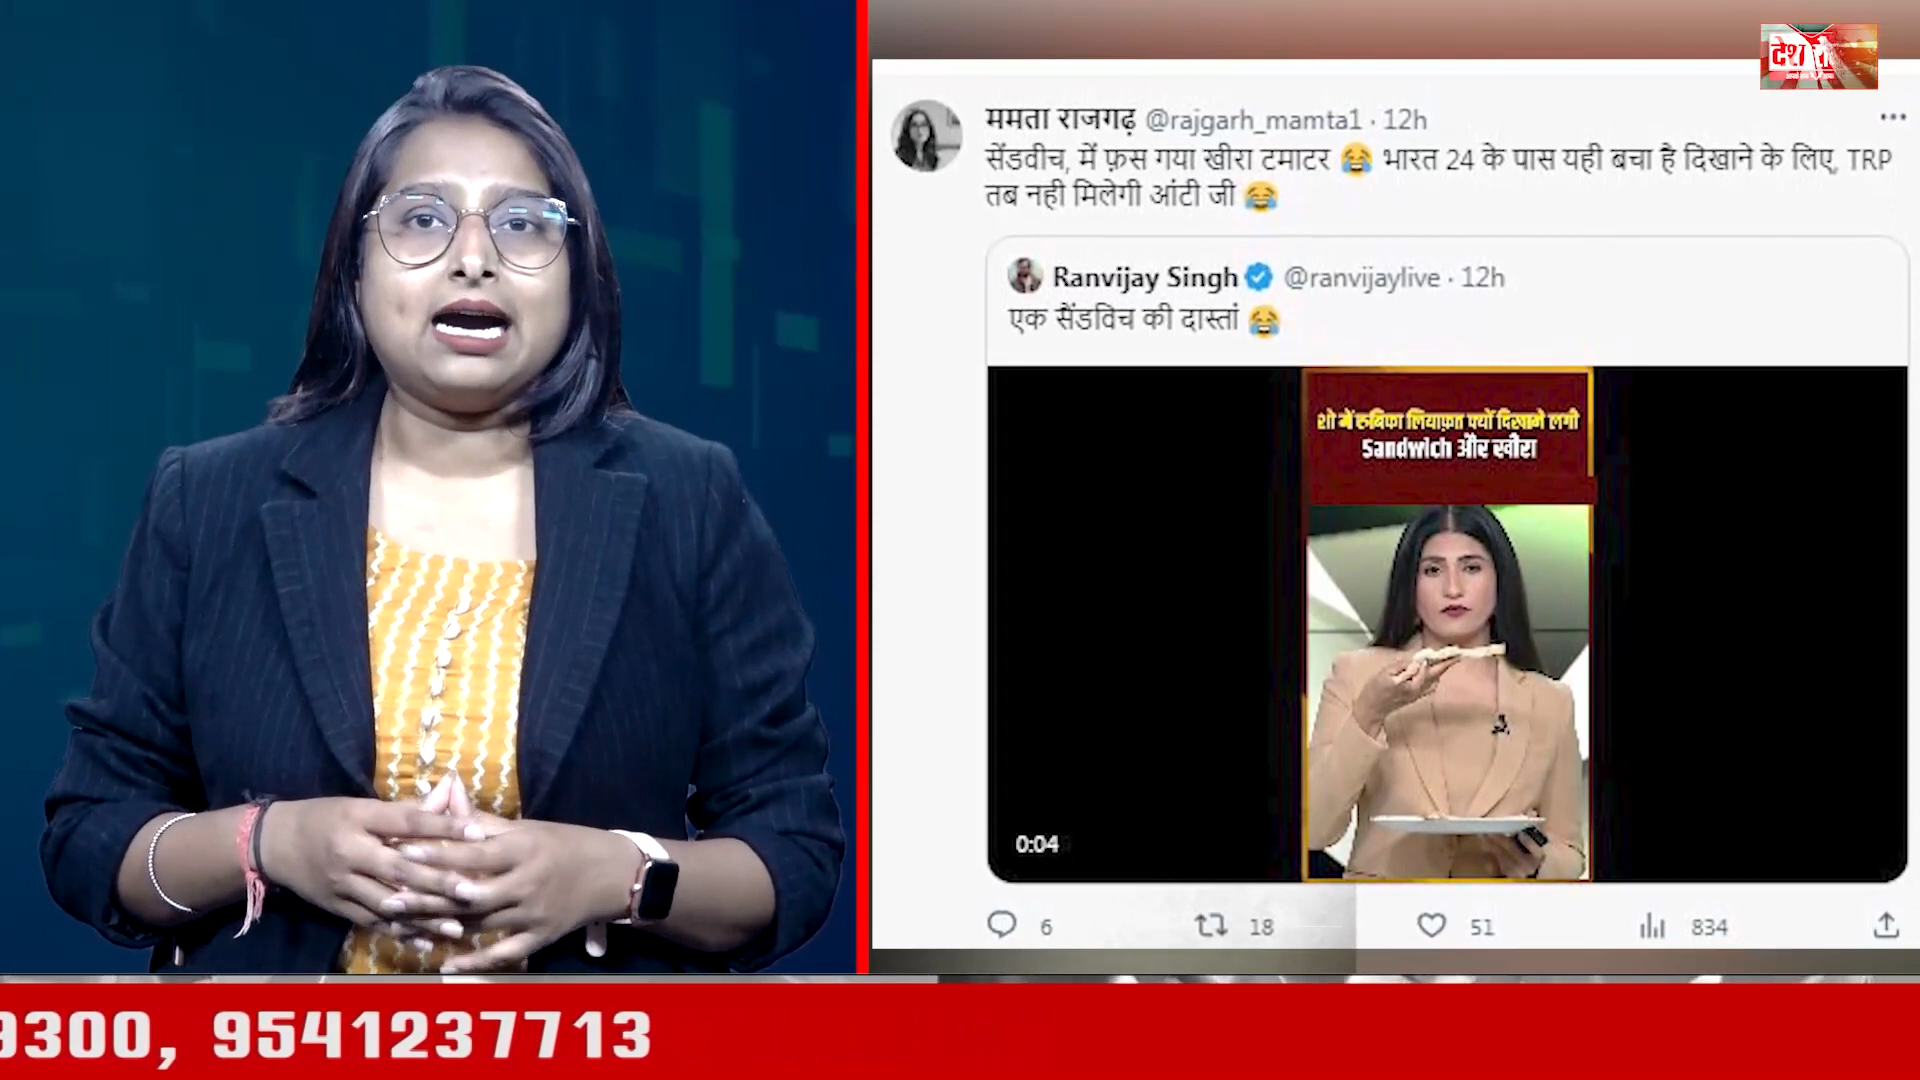 देश
ममता राजगढ़ @rajgarh_mamta1 · 12h
सेंडवीच, में फ़स गया खीरा टमाटर 😂 भारत 24 के पास यही बचा है दिखाने के लिए, TRP
तब नही मिलेगी आंटी जी 😂
Ranvijay Singh @ranvijaylive · 12h
एक सैंडविच की दास्तां 😂
शो में रुबिका लियाक़त क्यों दिखाने लगी
Sandwich और खीरा
0:04
6 18 51 834
9300, 9541237713